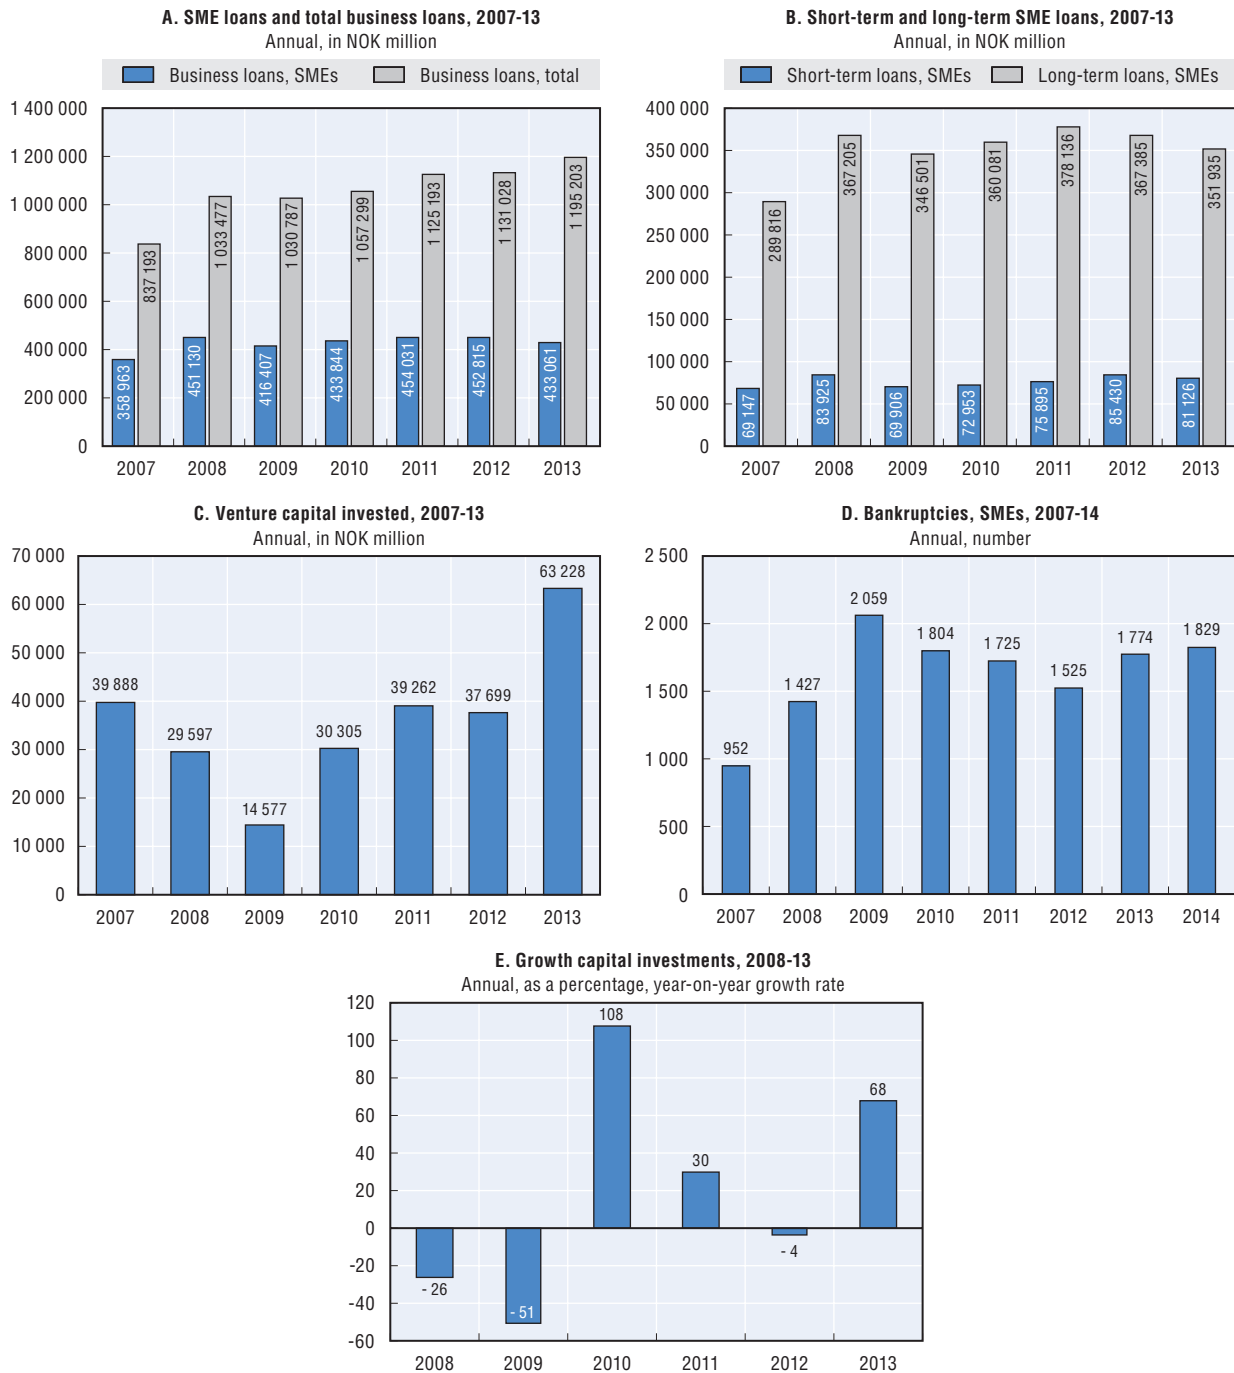 A. SME loans and total business loans, 2007-13
Annual, in NOK million
Business loans, SMEs Business loans, total
1 400 000
1 200 000
1 000 000
800 000
600 000
400 000
200 000
0
358 963 837 193 451 130 1 033 477 416 407 1 030 787 433 844 1 057 299 454 031 1 125 193 452 815 1 131 028 433 061 1 195 203
2007 2008 2009 2010 2011 2012 2013
B. Short-term and long-term SME loans, 2007-13
Annual, in NOK million
Short-term loans, SMEs Long-term loans, SMEs
400 000
350 000
300 000
250 000
200 000
150 000
100 000
50 000
0
69 147 289 816 83 925 367 205 69 906 346 501 72 953 360 081 75 895 378 136 85 430 367 385 81 126 351 935
2007 2008 2009 2010 2011 2012 2013
C. Venture capital invested, 2007-13
Annual, in NOK million
70 000
60 000
50 000
40 000
30 000
20 000
10 000
0
39 888 29 597 14 577 30 305 39 262 37 699 63 228
2007 2008 2009 2010 2011 2012 2013
D. Bankruptcies, SMEs, 2007-14
Annual, number
2 500
2 000
1 500
1 000
500
0
952 1 427 2 059 1 804 1 725 1 525 1 774 1 829
2007 2008 2009 2010 2011 2012 2013 2014
E. Growth capital investments, 2008-13
Annual, as a percentage, year-on-year growth rate
120
100
80
60
40
20
0
-20
-40
-60
- 26 - 51 108 30 - 4 68
2008 2009 2010 2011 2012 2013